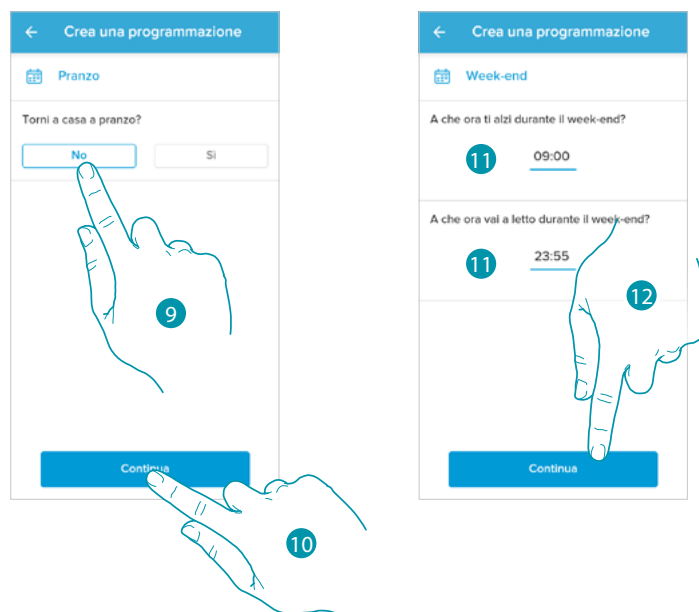 Crea una programmazione
Pranzo
Torni a casa a pranzo?
No
Sì
9
Continua
10
Crea una programmazione
Week-end
A che ora ti alzi durante il week-end?
11
09:00
A che ora vai a letto durante il week-end?
11
23:55
12
Continua